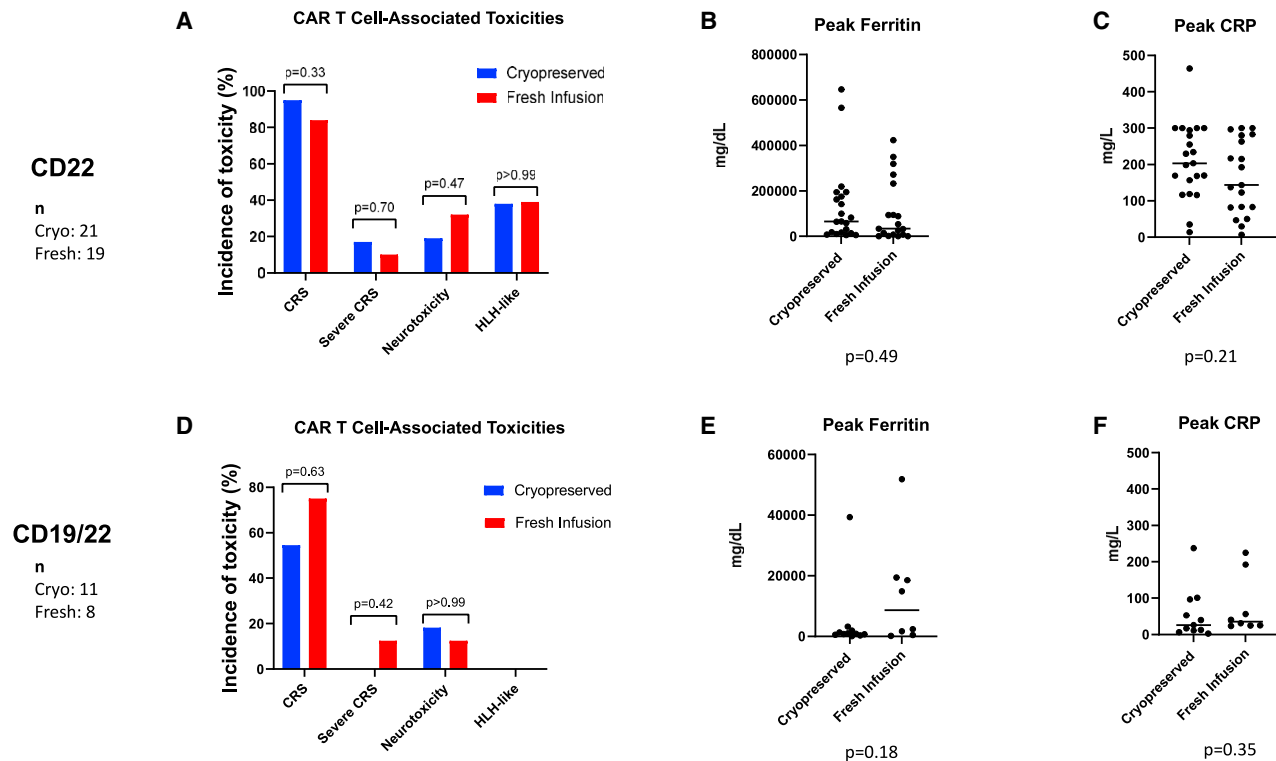 A
CAR T Cell-Associated Toxicities
Cryopreserved
Fresh Infusion
Incidence of toxicity (%)
100
80
60
40
20
0
p=0.33
p=0.70
p=0.47
p>0.99
CRS
Severe CRS
Neurotoxicity
HLH-like
CD22
n
Cryo: 21
Fresh: 19
B
Peak Ferritin
mg/dL
800000
600000
400000
200000
0
Cryopreserved
Fresh Infusion
p=0.49
C
Peak CRP
mg/L
500
400
300
200
100
0
Cryopreserved
Fresh Infusion
p=0.21
D
CAR T Cell-Associated Toxicities
Cryopreserved
Fresh Infusion
Incidence of toxicity (%)
80
60
40
20
0
p=0.63
p=0.42
p>0.99
CRS
Severe CRS
Neurotoxicity
HLH-like
CD19/22
n
Cryo: 11
Fresh: 8
E
Peak Ferritin
mg/dL
60000
40000
20000
0
Cryopreserved
Fresh Infusion
p=0.18
F
Peak CRP
mg/L
500
400
300
200
100
0
Cryopreserved
Fresh Infusion
p=0.35